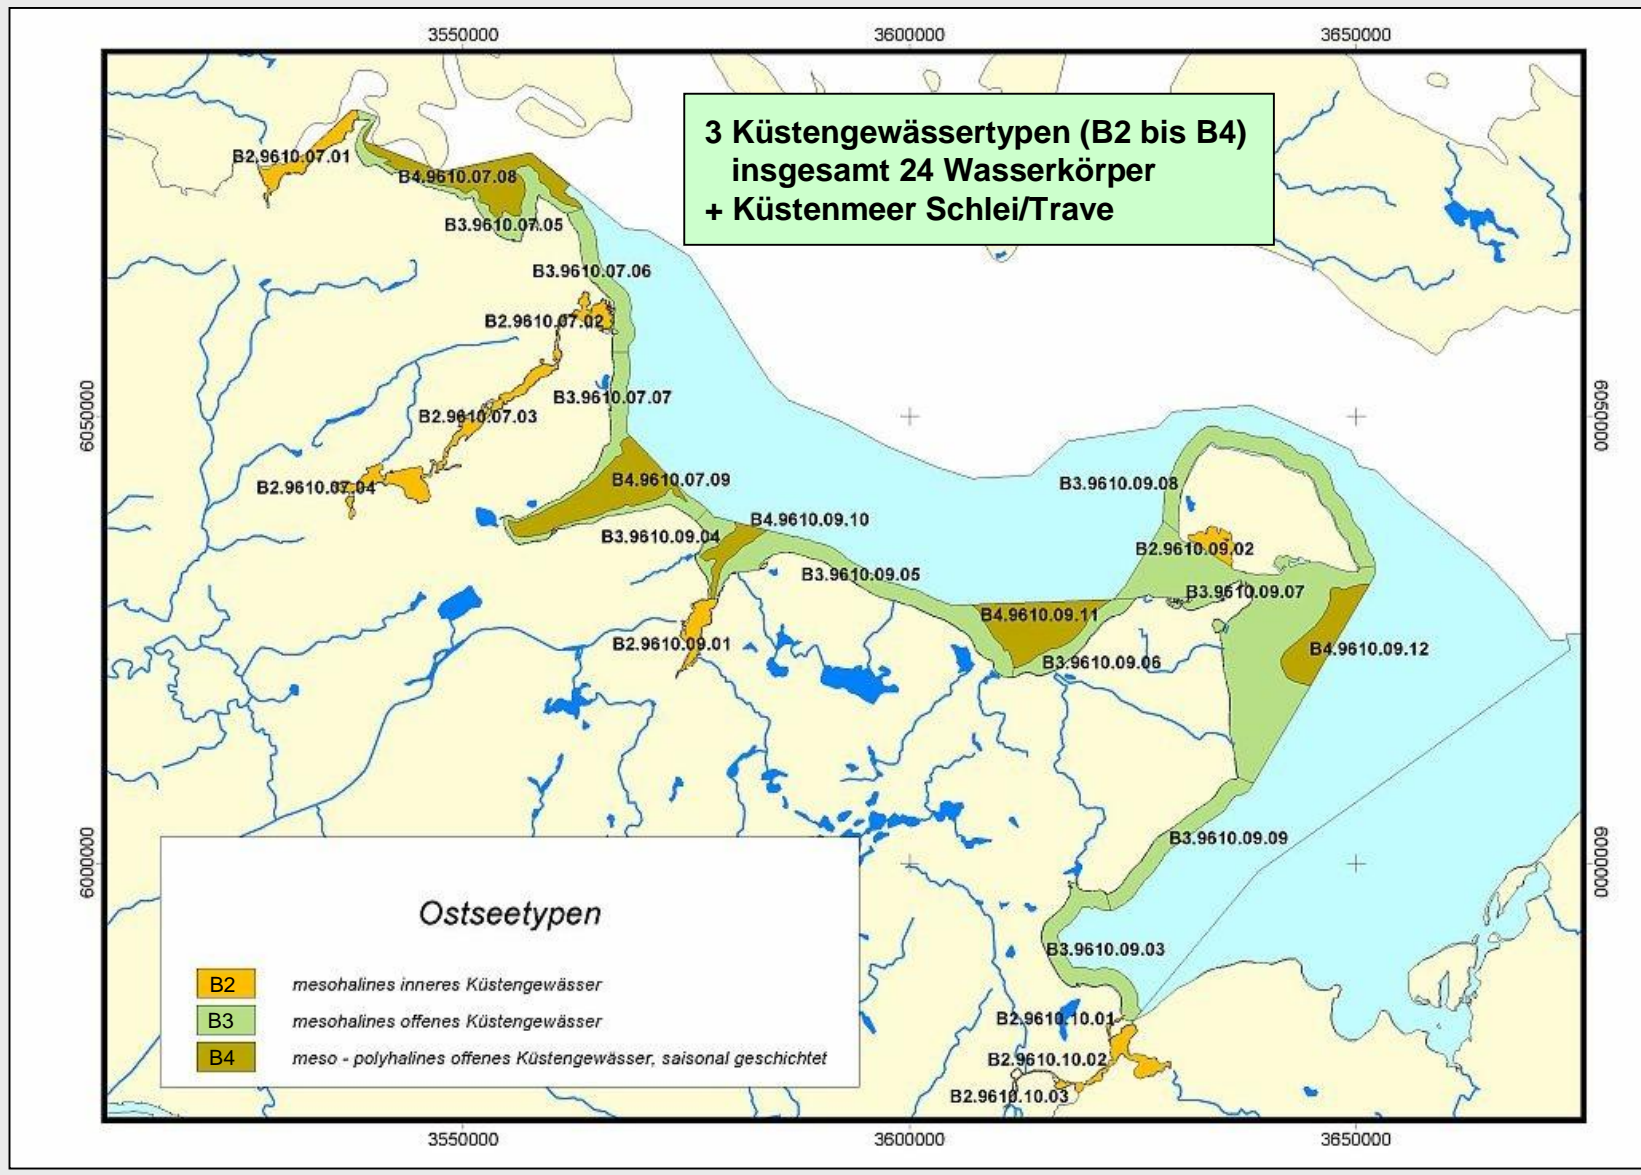 3550000
3600000
3650000
3 Küstengewässertypen (B2 bis B4)
insgesamt 24 Wasserkörper
+ Küstenmeer Schlei/Trave
B2.9610.07.01
B4.9610.07.08
B3.9610.07.05
B3.9610.07.06
B2.9610.07.02
B3.9610.07.07
B2.9610.07.03
6050000
6050000
B4.9610.07.09
B3.9610.09.08
B2.9610.07.04
B4.9610.09.10
B3.9610.09.04
B2.9610.09.02
B3.9610.09.05
B3.9610.09.07
B4.9610.09.11
B2.9610.09.01
B4.9610.09.12
B3.9610.09.06
B3.9610.09.09
6000000
6000000
B3.9610.09.03
B2.9610.10.01
B2.9610.10.02
B2.9610.10.03
Ostseetypen
B2 mesohalines inneres Küstengewässer
B3 mesohalines offenes Küstengewässer
B4 meso - polyhalines offenes Küstengewässer, saisonal geschichtet
3550000
3600000
3650000